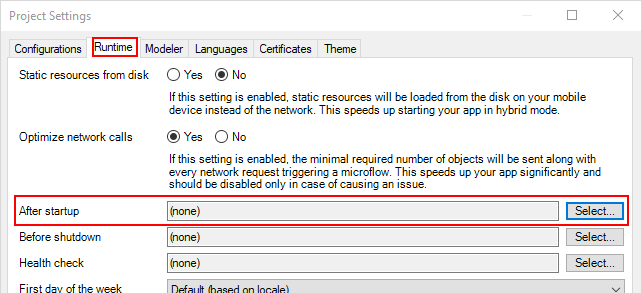 Project Settings
Configurations Runtime Modeler Languages Certificates Theme
Static resources from disk Yes No
If this setting is enabled, static resources will be loaded from the disk on your mobile
device instead of the network. This speeds up starting your app in hybrid mode.
Optimize network calls Yes No
If this setting is enabled, the minimal required number of objects will be sent along with
every network request triggering a microflow. This speeds up your app significantly and
should be disabled only in case of causing an issue.
After startup (none) Select...
Before shutdown (none) Select...
Health check (none) Select...
First day of the week Default (based on locale)